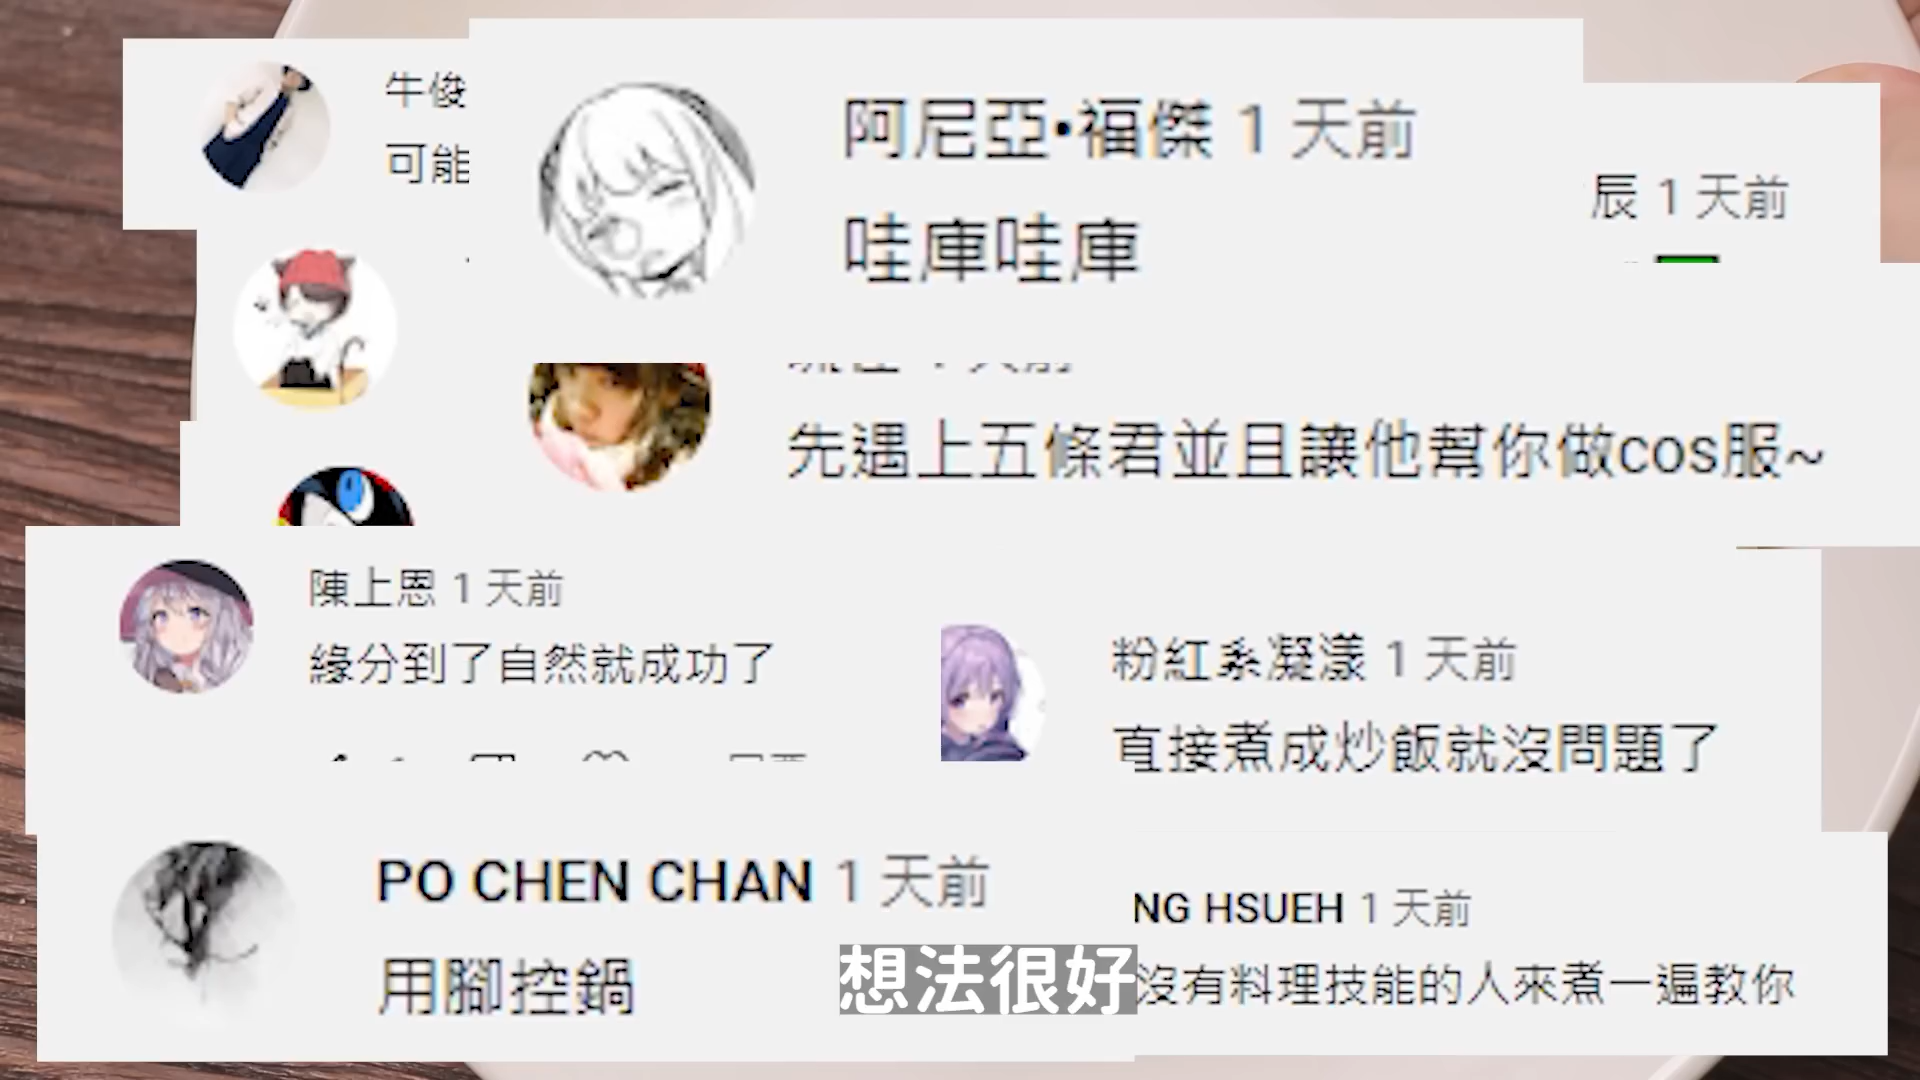 牛俊
可能
阿尼亞•福傑 1 天前
哇庫哇庫
辰 1 天前
先遇上五條君並且讓他幫你做cos服~
陳上恩 1 天前
緣分到了自然就成功了
粉紅系凝漾 1 天前
直接煮成炒飯就沒問題了
PO CHEN CHAN 1 天前
用腳控鍋
NG HSUEH 1 天前
沒有料理技能的人來煮一遍教你
想法很好